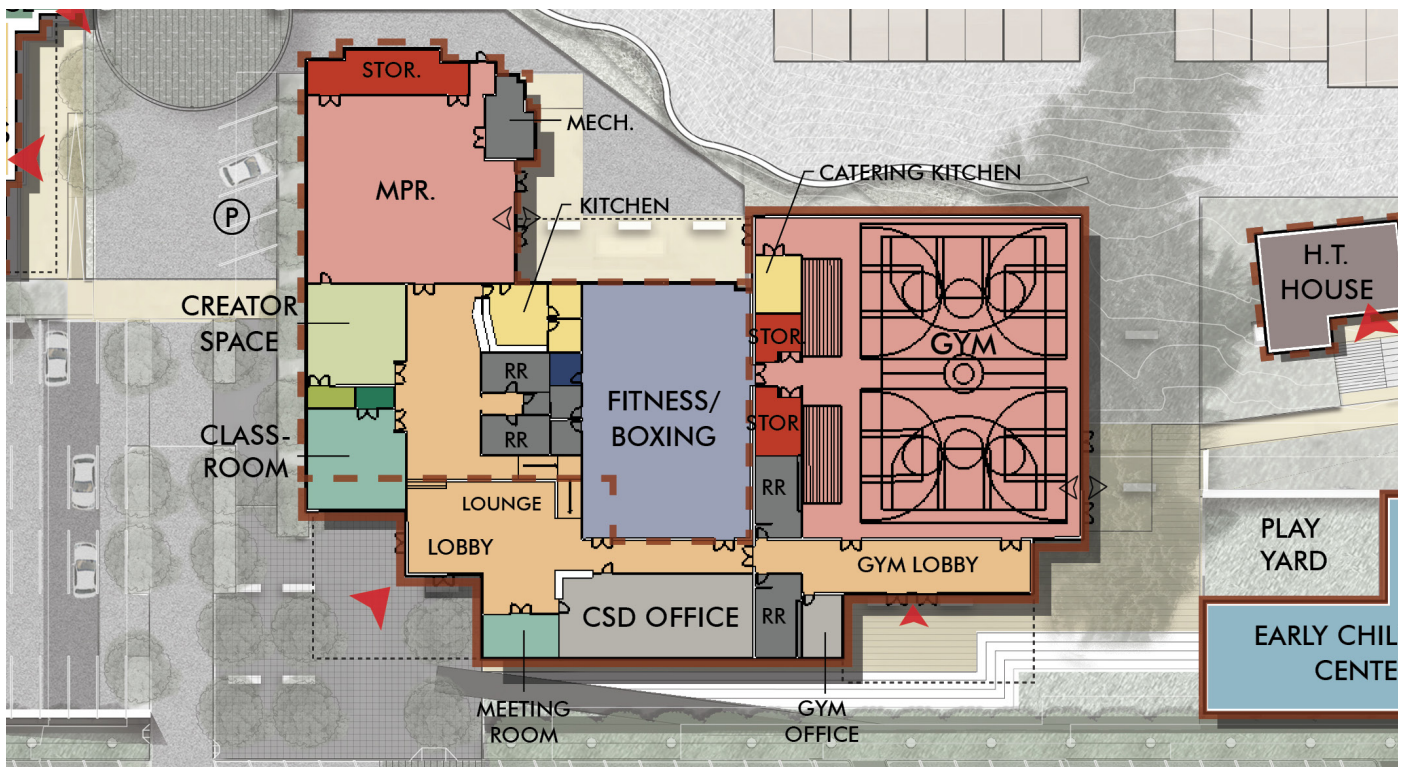 STOR.
MECH.
MPR.
CATERING KITCHEN
KITCHEN
P
H.T.
HOUSE
CREATOR
SPACE
STOR.
GYM
RR
FITNESS/
BOXING
CLASS-
ROOM
STOR
RR
RR
LOUNGE
LOBBY
GYM LOBBY
PLAY
YARD
CSD OFFICE
RR
EARLY CHIL
CENTE
MEETING
ROOM
GYM
OFFICE